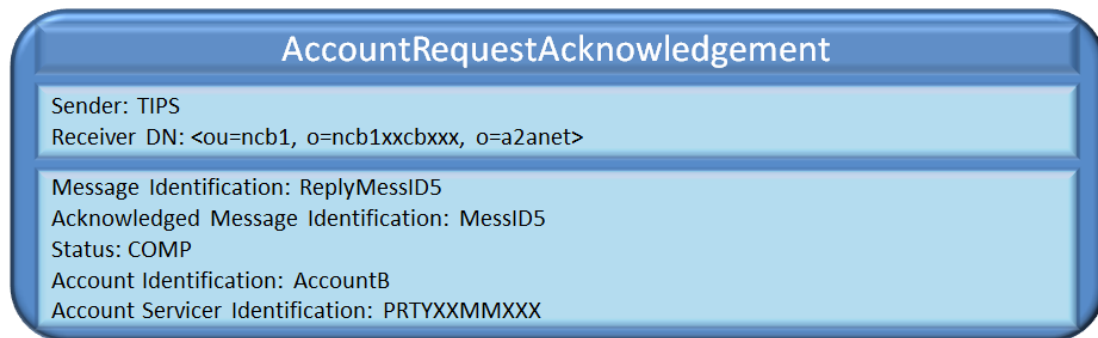 AccountRequestAcknowledgement
Sender: TIPS
Receiver DN: <ou=ncb1, o=ncb1xxcbxxx, o=a2anet>
Message Identification: ReplyMessID5
Acknowledged Message Identification: MessID5
Status: COMP
Account Identification: AccountB
Account Servicer Identification: PRTYXXMMXXX